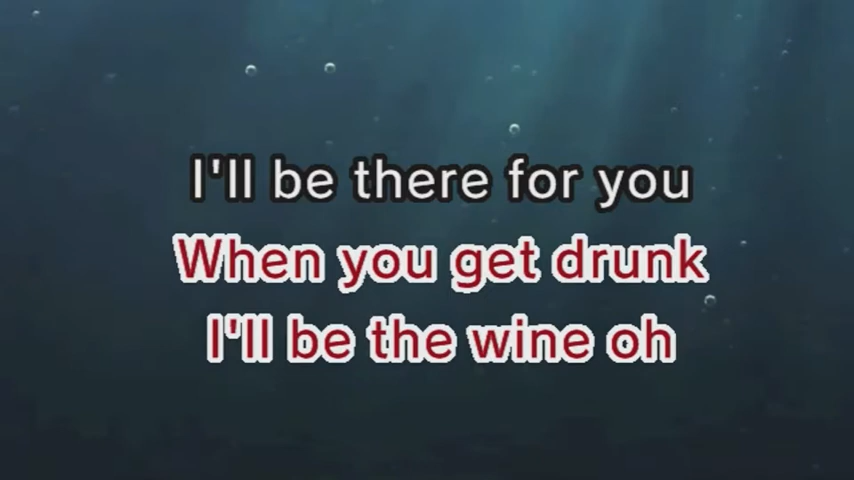 I'll be there for you
When you get drunk
I'll be the wine oh